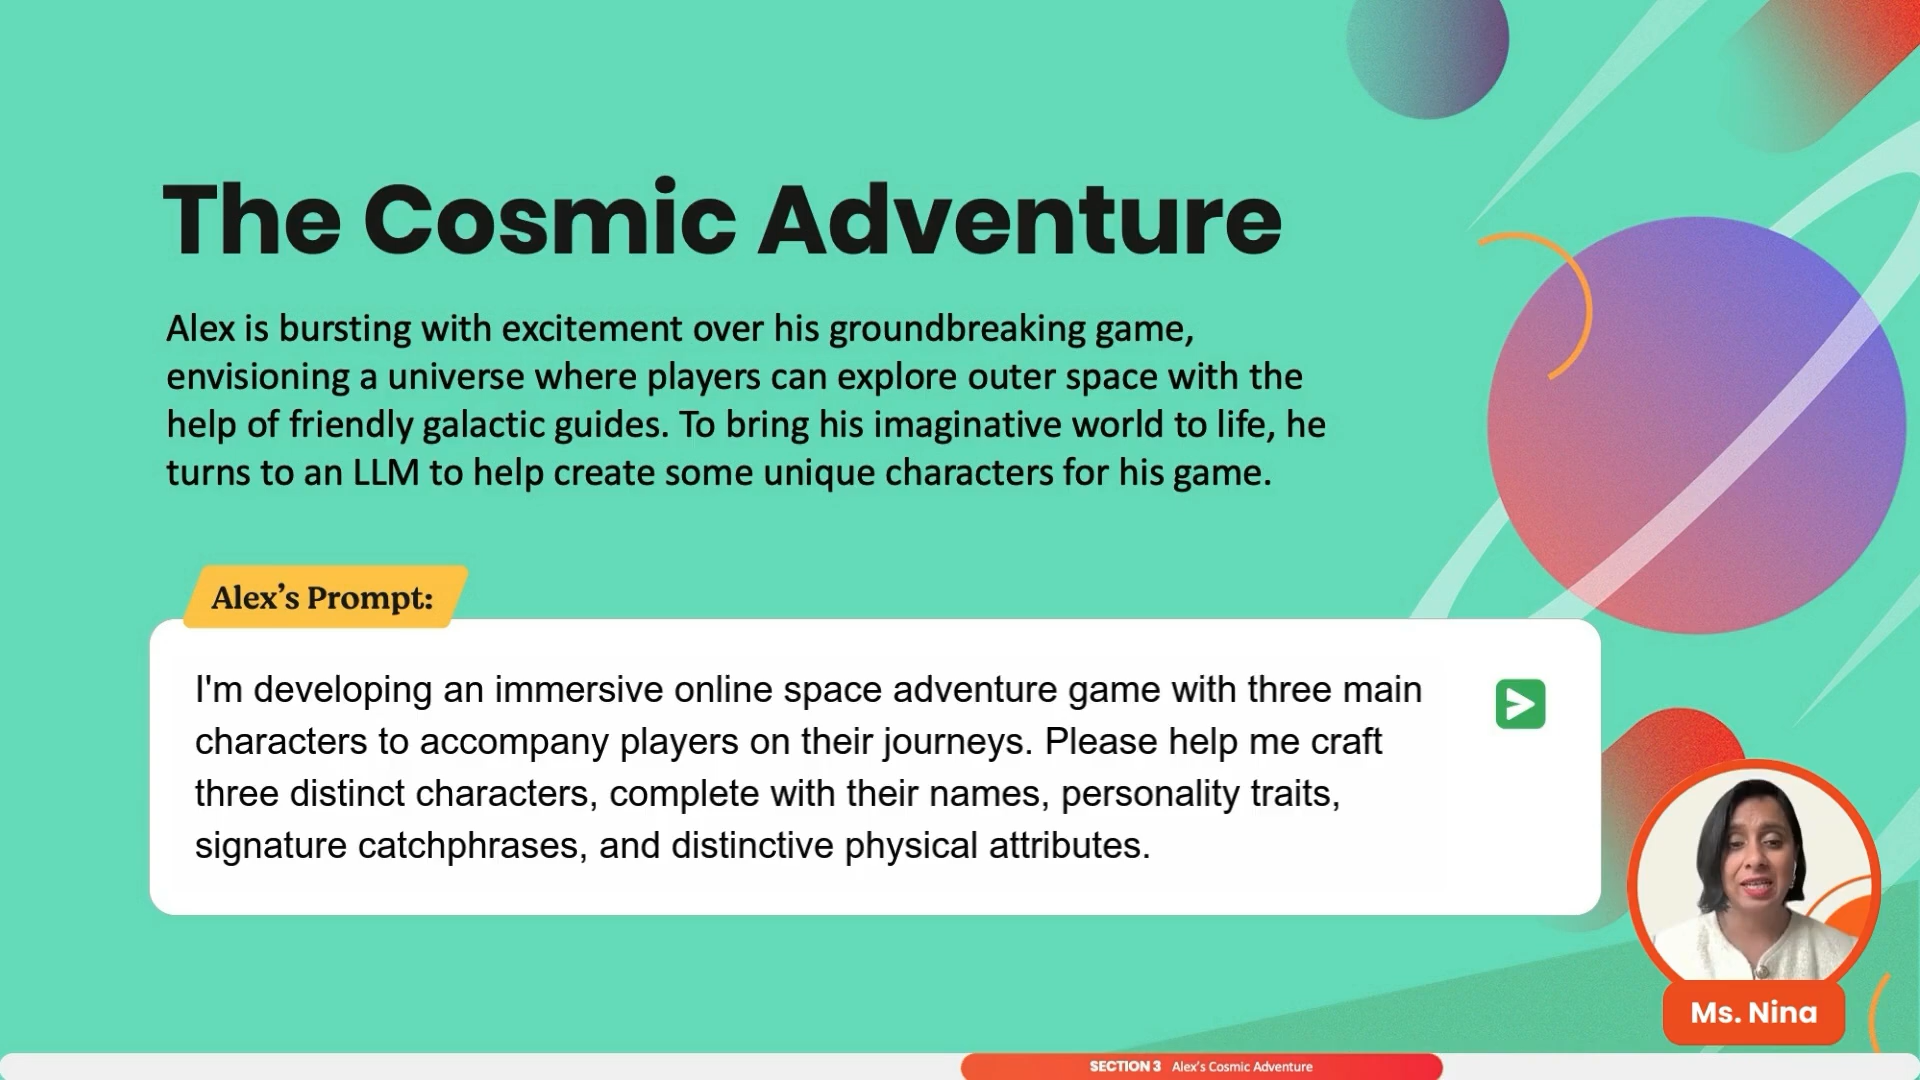 The Cosmic Adventure
Alex is bursting with excitement over his groundbreaking game,
envisioning a universe where players can explore outer space with the
help of friendly galactic guides. To bring his imaginative world to life, he
turns to an LLM to help create some unique characters for his game.
Alex’s Prompt:
I'm developing an immersive online space adventure game with three main
characters to accompany players on their journeys. Please help me craft
three distinct characters, complete with their names, personality traits,
signature catchphrases, and distinctive physical attributes.
Ms. Nina
SECTION 3 Alex’s Cosmic Adventure